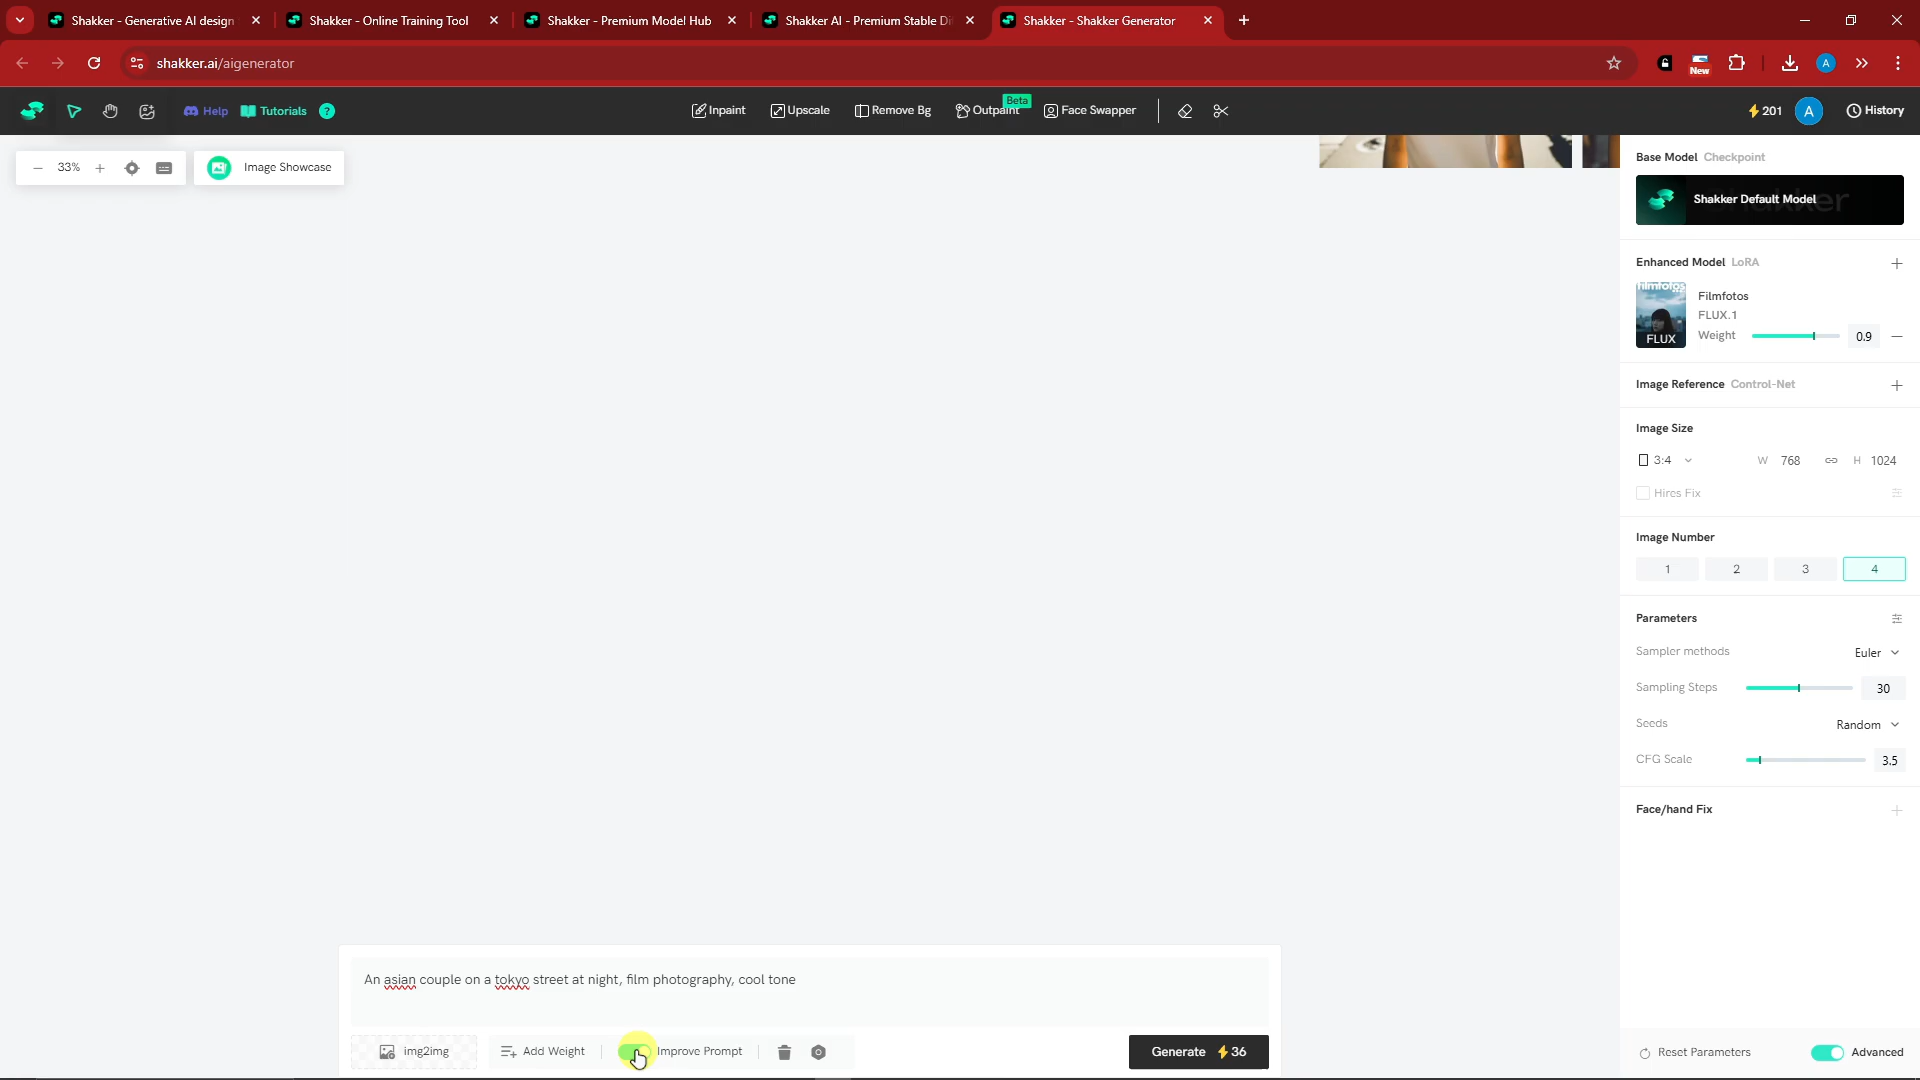 Shakker - Generative AI design
Shakker - Online Training Tool
Shakker - Premium Model Hub
Shakker AI - Premium Stable Di
Shakker - Shakker Generator
shakker.ai/aigenerator
New
A
Help
Tutorials
?
Inpaint
Upscale
Remove Bg
Outpaint
Beta
Face Swapper
201
A
History
33%
Image Showcase
Base Model Checkpoint
Shakker Default Model
Enhanced Model LoRA
filmfotos
FLUX
Filmfotos
FLUX.1
Weight
0.9
Image Reference Control-Net
Image Size
3:4
W 768
H 1024
Hires Fix
Image Number
1
2
3
4
Parameters
Sampler methods
Euler
Sampling Steps
30
Seeds
Random
CFG Scale
3.5
Face/hand Fix
An asian couple on a tokyo street at night, film photography, cool tone
img2img
Add Weight
Improve Prompt
Generate 36
Reset Parameters
Advanced